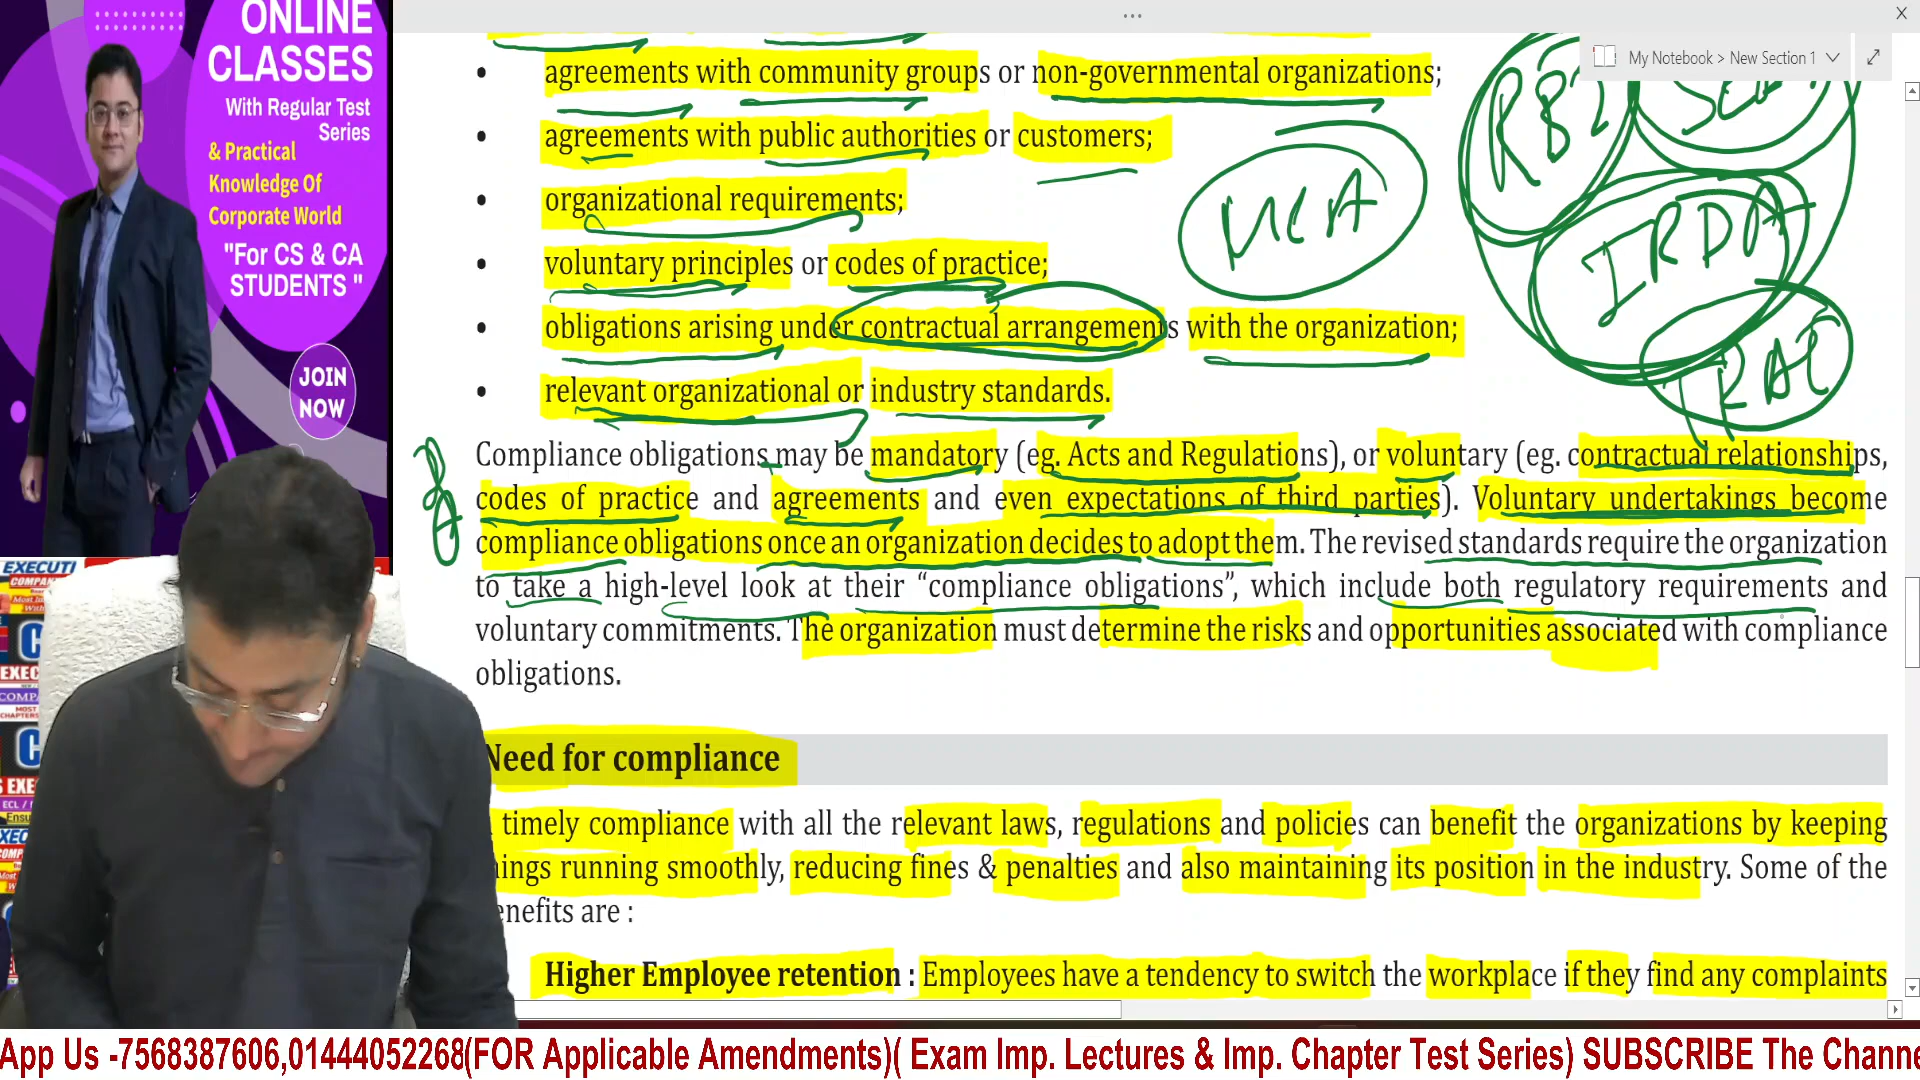 ONLINE
CLASSES
With Regular Test
Series
& Practical
Knowledge Of
Corporate World
"For CS & CA
STUDENTS "
JOIN
NOW
My Notebook > New Section 1
• agreements with community groups or non-governmental organizations;
• agreements with public authorities or customers;
• organizational requirements;
• voluntary principles or codes of practice;
• obligations arising under contractual arrangements with the organization;
• relevant organizational or industry standards.
RBI
MCA
IRDA
TRAI
Compliance obligations may be mandatory (eg. Acts and Regulations), or voluntary (eg. contractual relationships,
codes of practice and agreements and even expectations of third parties). Voluntary undertakings become
compliance obligations once an organization decides to adopt them. The revised standards require the organization
to take a high-level look at their “compliance obligations”, which include both regulatory requirements and
voluntary commitments. The organization must determine the risks and opportunities associated with compliance
obligations.
Need for compliance
timely compliance with all the relevant laws, regulations and policies can benefit the organizations by keeping
running smoothly, reducing fines & penalties and also maintaining its position in the industry. Some of the
are :
Higher Employee retention : Employees have a tendency to switch the workplace if they find any complaints
EXECUTI
App Us -7568387606,01444052268(FOR Applicable Amendments)( Exam Imp. Lectures & Imp. Chapter Test Series) SUBSCRIBE The Channe